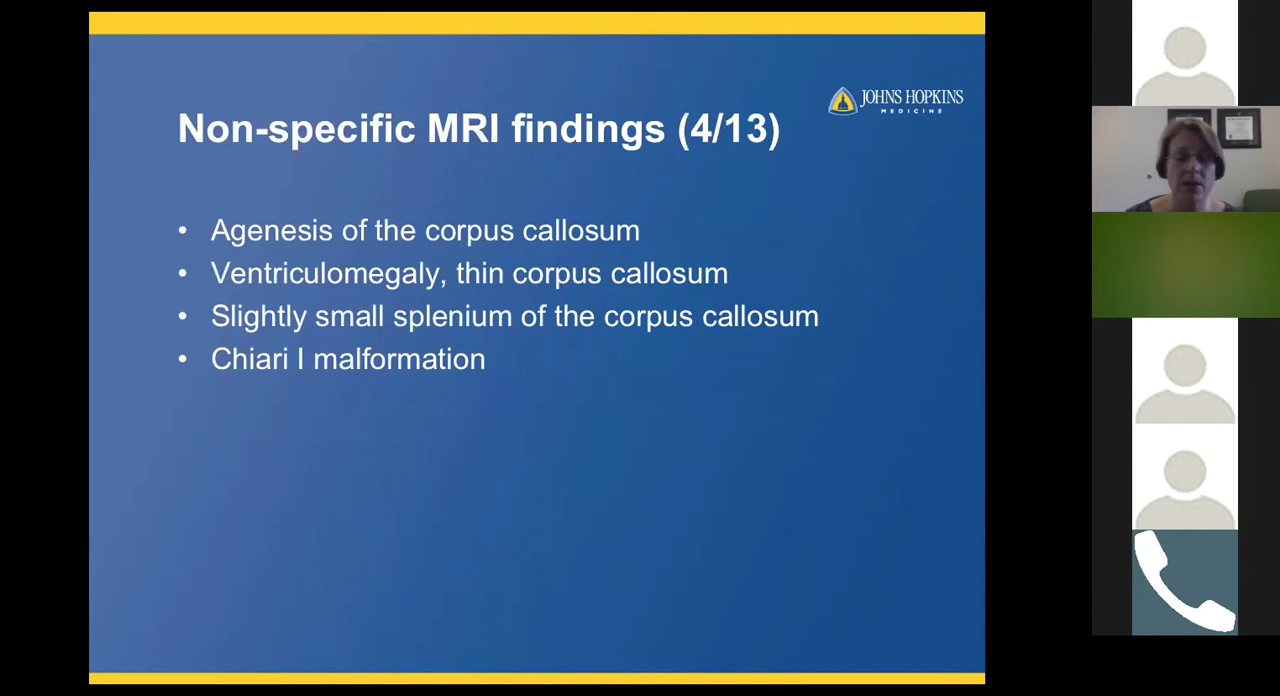 JOHNS HOPKINS
MEDICINE
Non-specific MRI findings (4/13)
• Agenesis of the corpus callosum
• Ventriculomegaly, thin corpus callosum
• Slightly small splenium of the corpus callosum
• Chiari I malformation